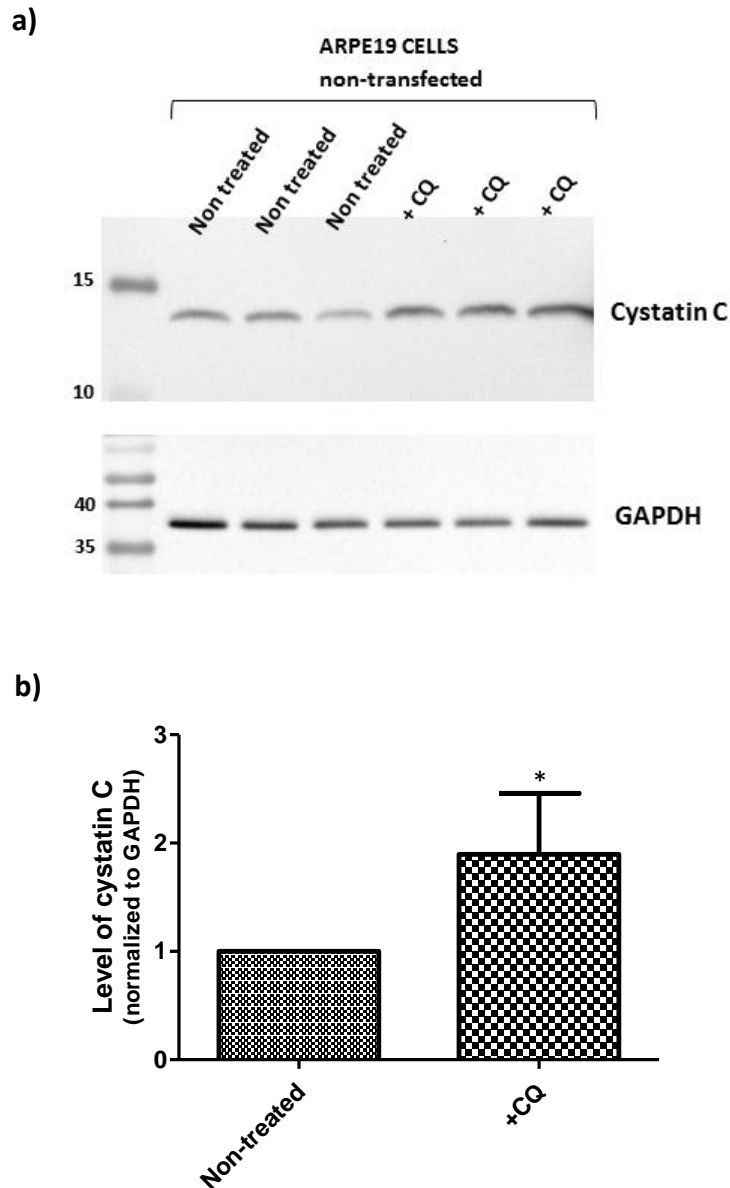 a)
ARPE19 CELLS
non-transfected
Non treated
Non treated
Non treated
+ CQ
+ CQ
+ CQ
15
Cystatin C
10
40
GAPDH
35
b)
3
2
1
0
Level of cystatin C
(normalized to GAPDH)
*
Non-treated
+CQ